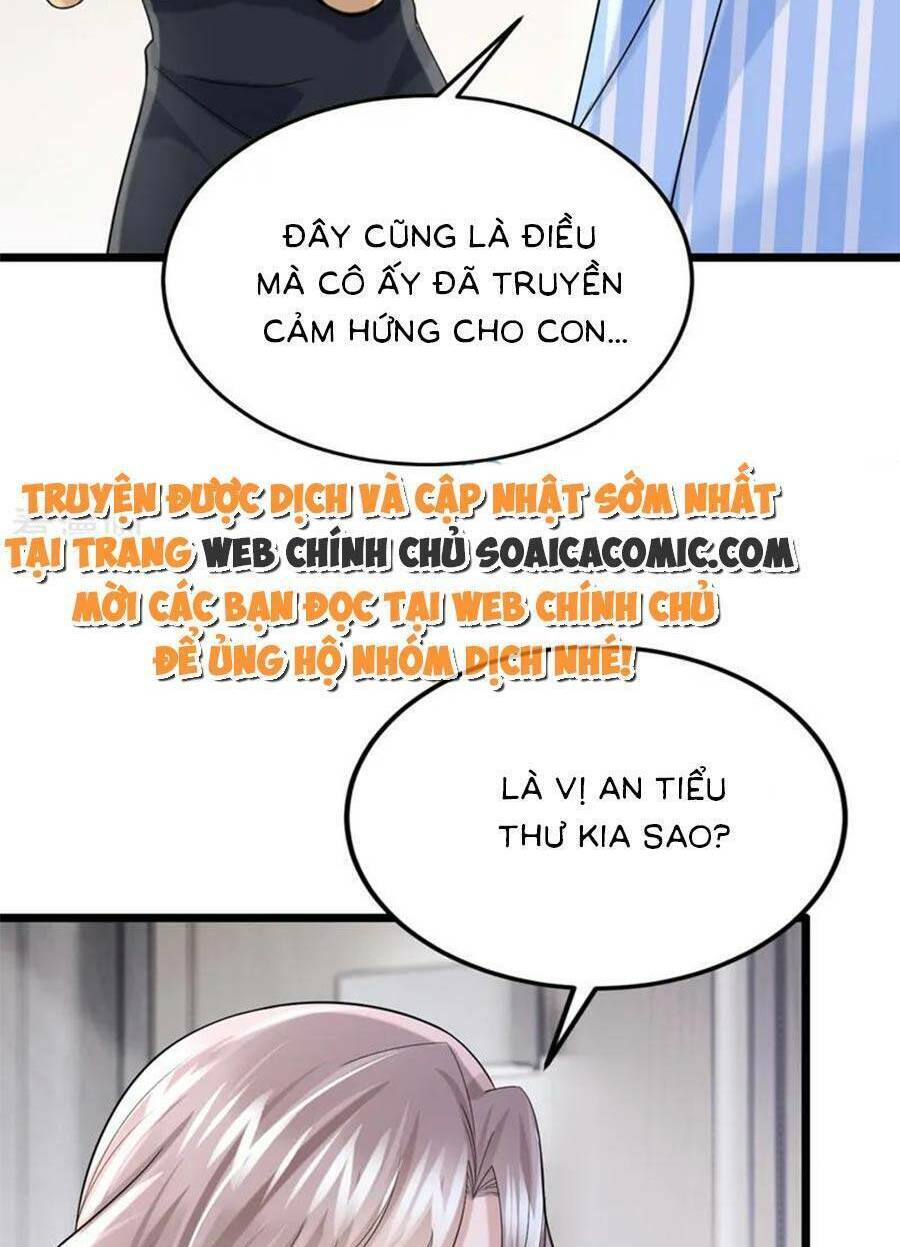 ĐÂY CŨNG LÀ ĐIỀU
MÀ CÔ ẤY ĐÃ TRUYỀN
CẢM HỨNG CHO CON...
TRUYỆN ĐƯỢC DỊCH VÀ CẬP NHẬT SỚM NHẤT
TẠI TRANG WEB CHÍNH CHỦ SOAICACOMIC.COM
MỜI CÁC BẠN ĐỌC TẠI WEB CHÍNH CHỦ
ĐỂ ỦNG HỘ NHÓM DỊCH NHÉ!
LÀ VỊ AN TIỂU
THƯ KIA SAO?